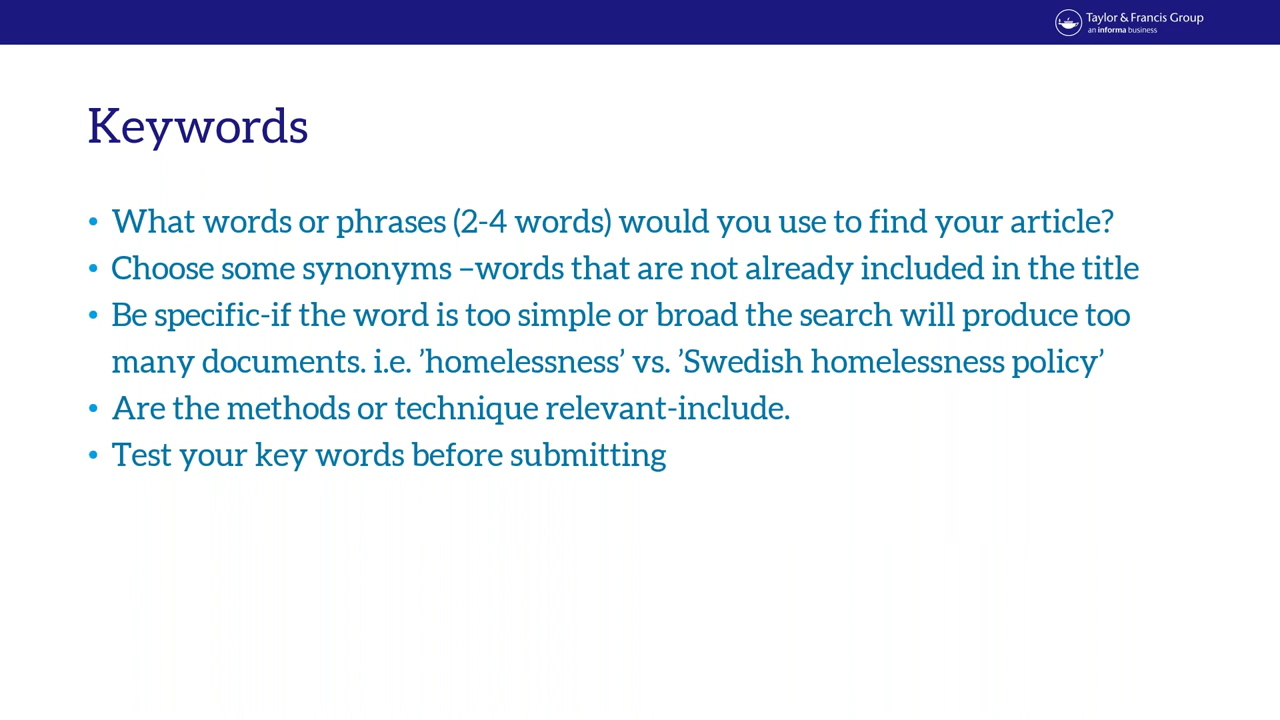 Taylor & Francis Group
an informa business
Keywords
• What words or phrases (2-4 words) would you use to find your article?
• Choose some synonyms –words that are not already included in the title
• Be specific-if the word is too simple or broad the search will produce too
many documents. i.e. ’homelessness’ vs. ’Swedish homelessness policy’
• Are the methods or technique relevant-include.
• Test your key words before submitting